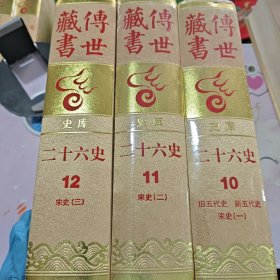 傳世藏書
史库
二十六史
12
宋史(三)
傳世藏書
史库
二十六史
11
宋史(二)
傳世藏書
史库
二十六史
10
旧五代史 新五代史
宋史(一)